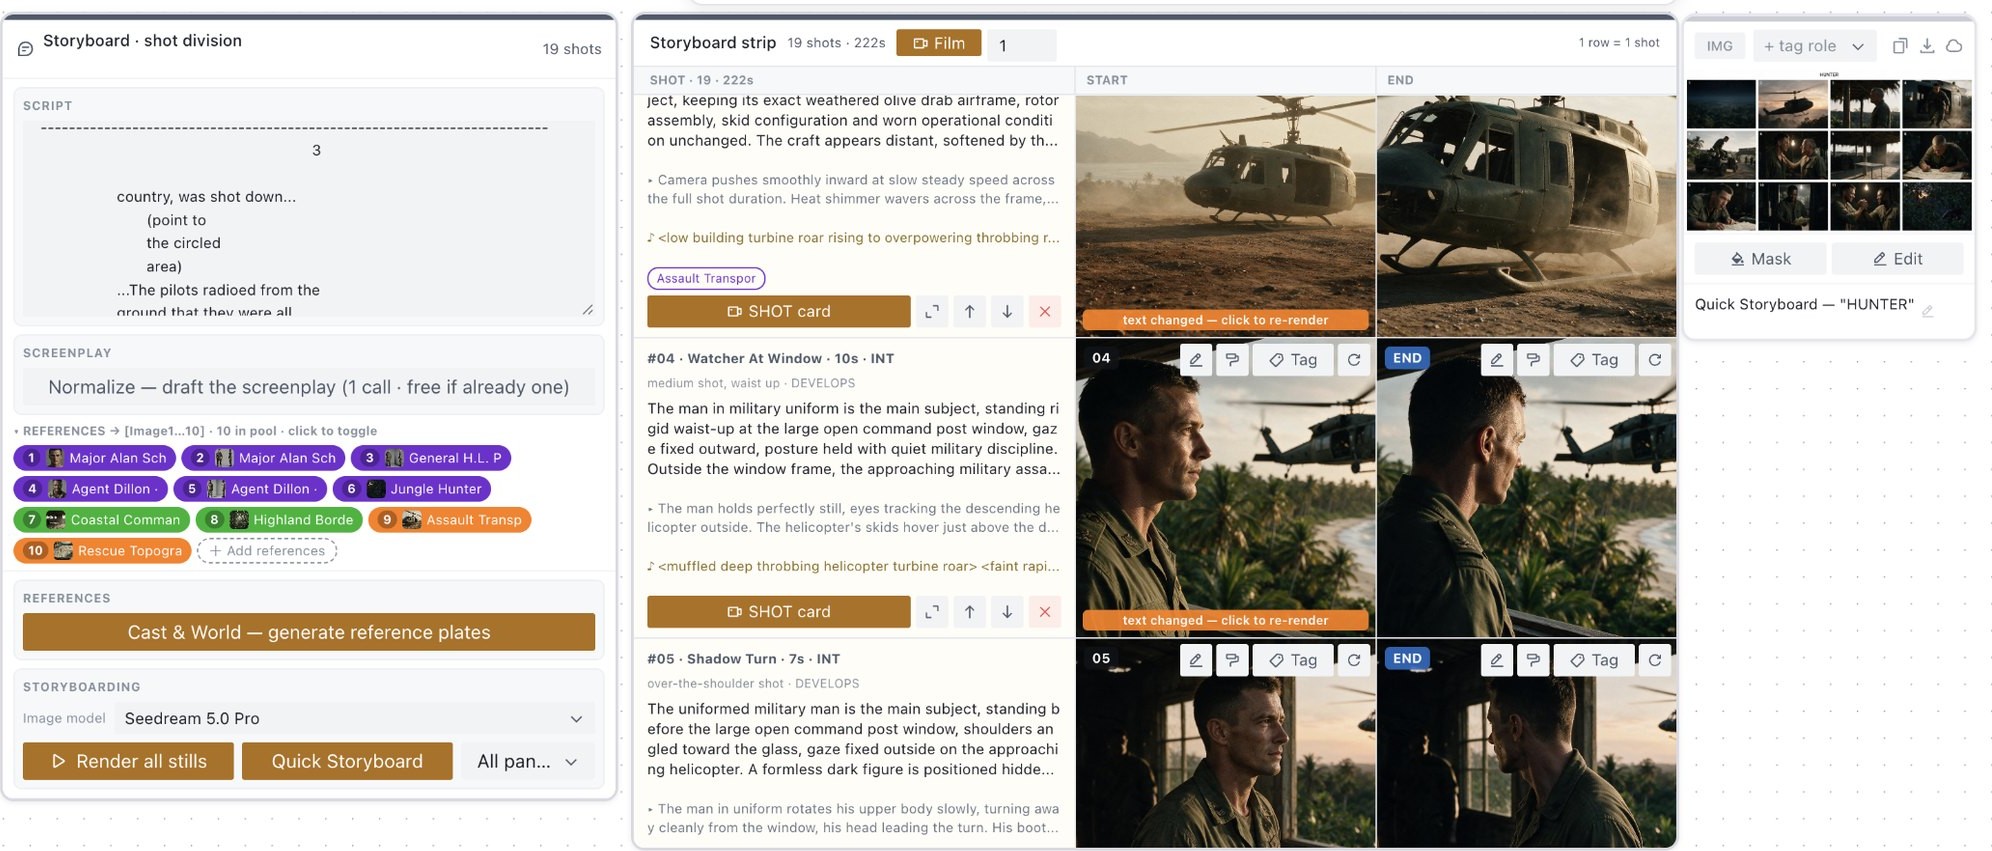 Storyboard · shot division
19 shots
SCRIPT
3
country, was shot down...
(point to
the circled
area)
...The pilots radioed from the
ground that they were all
SCREENPLAY
Normalize — draft the screenplay (1 call · free if already one)
REFERENCES → [Image1...10] · 10 in pool · click to toggle
1 Major Alan Sch
2 Major Alan Sch
3 General H.L. P
4 Agent Dillon ·
5 Agent Dillon ·
6 Jungle Hunter
7 Coastal Comman
8 Highland Borde
9 Assault Transp
10 Rescue Topogra
+ Add references
REFERENCES
Cast & World — generate reference plates
STORYBOARDING
Image model
Seedream 5.0 Pro
Render all stills
Quick Storyboard
All pan...
Storyboard strip
19 shots · 222s
Film
1
1 row = 1 shot
SHOT · 19 · 222s
START
END
ject, keeping its exact weathered olive drab airframe, rotor
assembly, skid configuration and worn operational conditi
on unchanged. The craft appears distant, softened by th...
Camera pushes smoothly inward at slow steady speed across
the full shot duration. Heat shimmer wavers across the frame,...
♪ <low building turbine roar rising to overpowering throbbing r...
Assault Transpor
SHOT card
text changed — click to re-render
#04 · Watcher At Window · 10s · INT
medium shot, waist up · DEVELOPS
The man in military uniform is the main subject, standing ri
gid waist-up at the large open command post window, gaz
e fixed outward, posture held with quiet military discipline.
Outside the window frame, the approaching military assa...
The man holds perfectly still, eyes tracking the descending he
licopter outside. The helicopter's skids hover just above the d...
♪ <muffled deep throbbing helicopter turbine roar> <faint rapi...
SHOT card
04
Tag
text changed — click to re-render
END
Tag
#05 · Shadow Turn · 7s · INT
over-the-shoulder shot · DEVELOPS
The uniformed military man is the main subject, standing b
efore the large open command post window, shoulders an
gled toward the glass, gaze fixed outside on the approachi
ng helicopter. A formless dark figure is positioned hidde...
The man in uniform rotates his upper body slowly, turning awa
y cleanly from the window, his head leading the turn. His boot...
05
Tag
END
Tag
IMG
+ tag role
HUNTER
Mask
Edit
Quick Storyboard — "HUNTER"